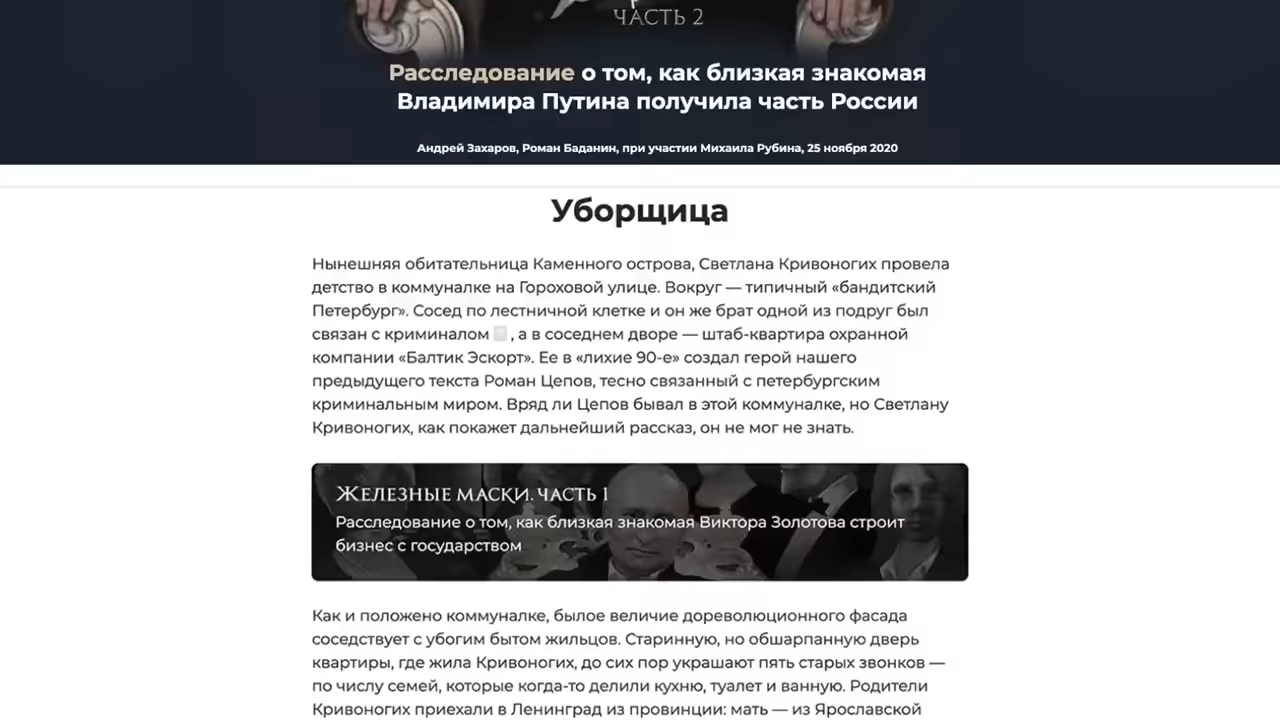 ЧАСТЬ 2
Расследование о том, как близкая знакомая
Владимира Путина получила часть России
Андрей Захаров, Роман Баданин, при участии Михаила Рубина, 25 ноября 2020
Уборщица
Нынешняя обитательница Каменного острова, Светлана Кривоногих провела
детство в коммуналке на Гороховой улице. Вокруг — типичный «бандитский
Петербург». Сосед по лестничной клетке и он же брат одной из подруг был
связан с криминалом , а в соседнем дворе — штаб-квартира охранной
компании «Балтик Эскорт». Ее в «лихие 90-е» создал герой нашего
предыдущего текста Роман Цепов, тесно связанный с петербургским
криминальным миром. Вряд ли Цепов бывал в этой коммуналке, но Светлану
Кривоногих, как покажет дальнейший рассказ, он не мог не знать.
ЖЕЛЕЗНЫЕ МАСКИ. ЧАСТЬ 1
Расследование о том, как близкая знакомая Виктора Золотова строит
бизнес с государством
Как и положено коммуналке, былое величие дореволюционного фасада
соседствует с убогим бытом жильцов. Старинную, но обшарпанную дверь
квартиры, где жила Кривоногих, до сих пор украшают пять старых звонков —
по числу семей, которые когда-то делили кухню, туалет и ванную. Родители
Кривоногих приехали в Ленинград из провинции: мать — из Ярославской